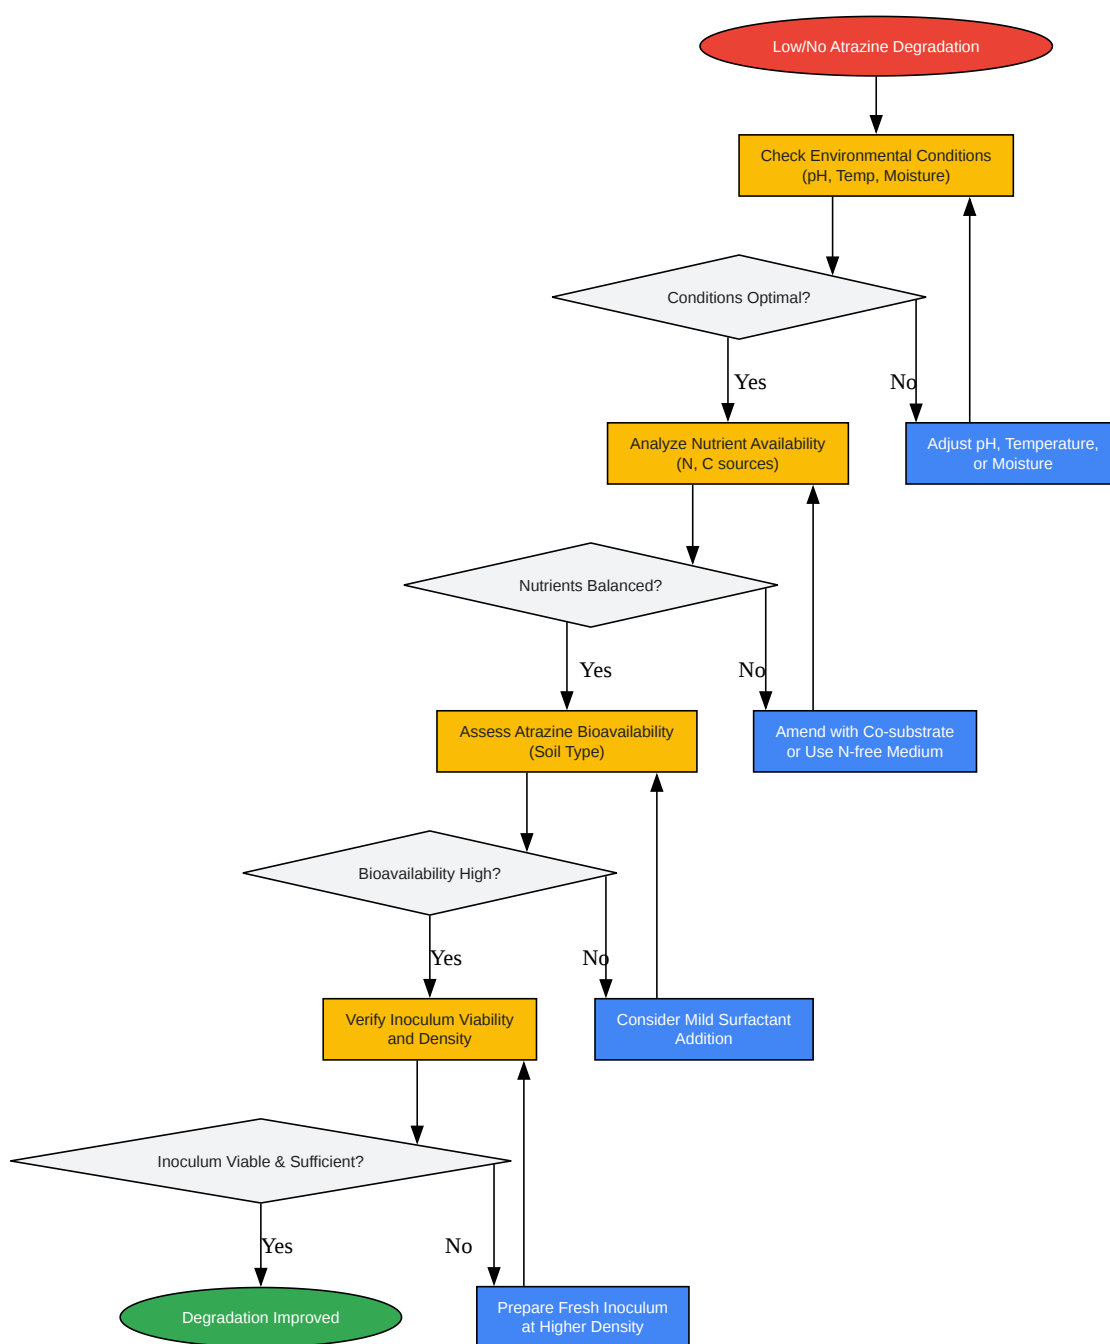 Low/No Atrazine Degradation
Check Environmental Conditions
(pH, Temp, Moisture)
Conditions Optimal?
Yes
No
Analyze Nutrient Availability
(N, C sources)
Adjust pH, Temperature,
or Moisture
Nutrients Balanced?
Yes
No
Assess Atrazine Bioavailability
(Soil Type)
Amend with Co-substrate
or Use N-free Medium
Bioavailability High?
Yes
No
Verify Inoculum Viability
and Density
Consider Mild Surfactant
Addition
Inoculum Viable & Sufficient?
Yes
No
Degradation Improved
Prepare Fresh Inoculum
at Higher Density